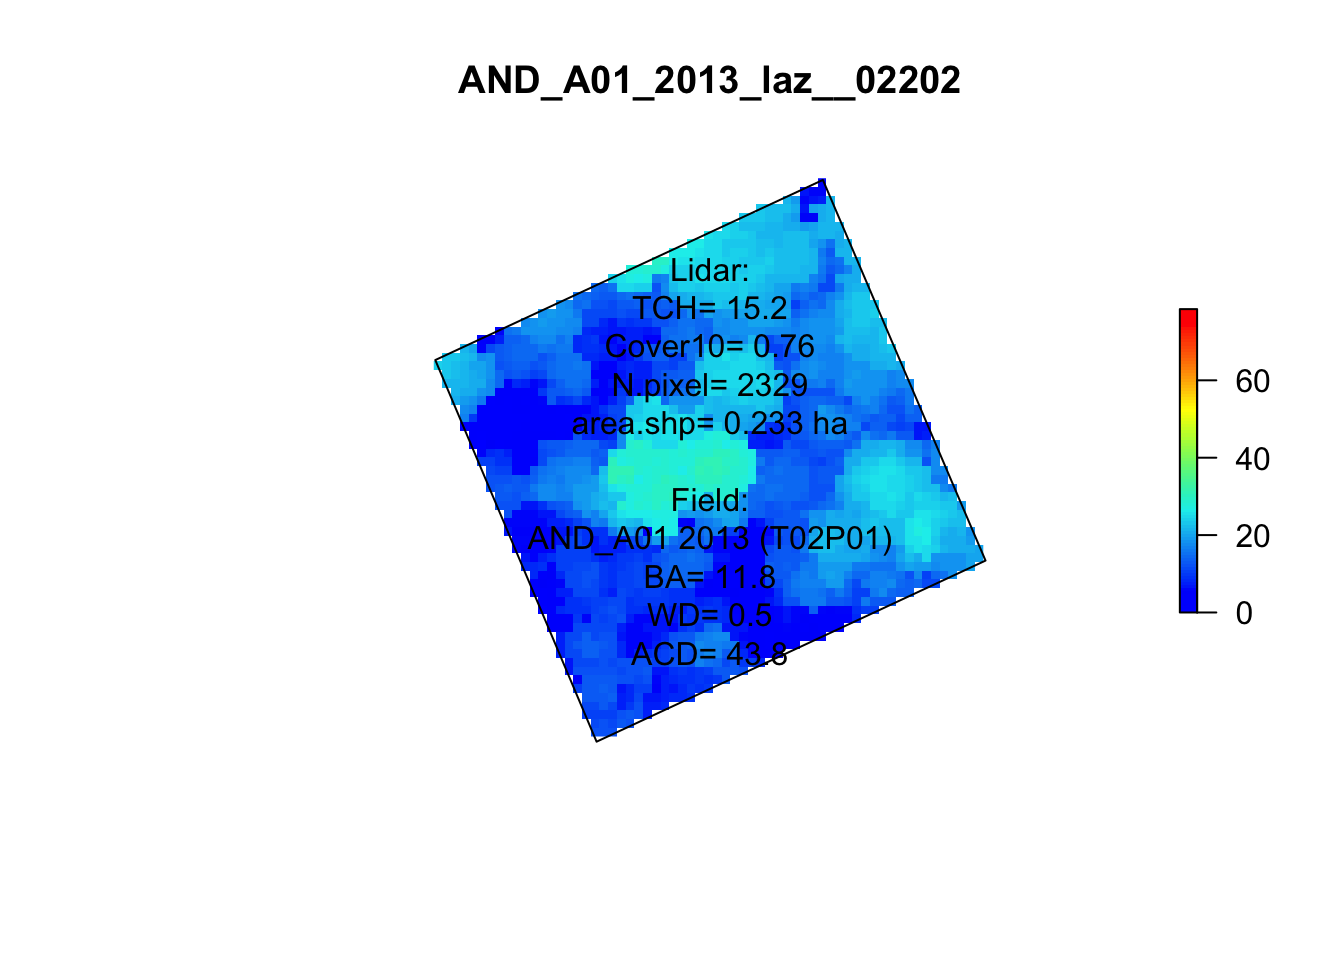 AND_A01_2013_laz__02202
Lidar:
TCH= 15.2
Cover10= 0.76
N.pixel= 2329
area.shp= 0.233 ha
Field:
AND_A01 2013 (T02P01)
BA= 11.8
WD= 0.5
ACD= 43.8
60
40
20
0